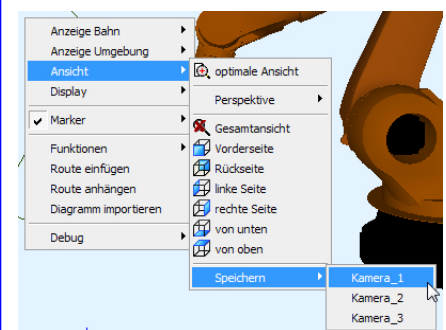 Anzeige Bahn
Anzeige Umgebung
Ansicht
Display
Marker
Funktionen
Route einfügen
Route anhängen
Diagramm importieren
Debug
optimale Ansicht
Perspektive
Gesamtansicht
Vorderseite
Rückseite
linke Seite
rechte Seite
von unten
von oben
Speichern
Kamera_1
Kamera_2
Kamera_3